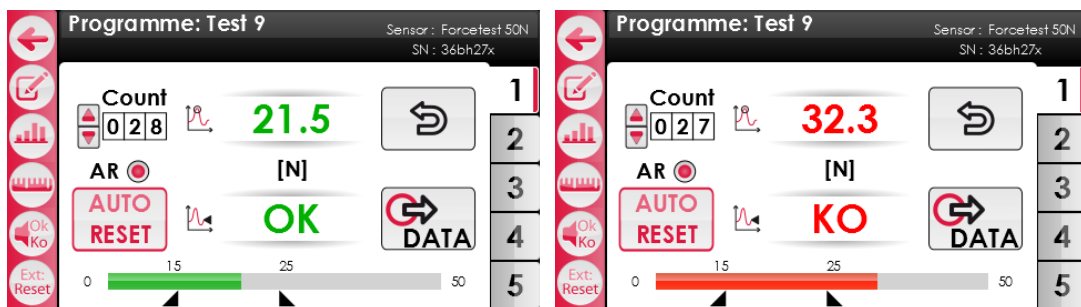 Programme: Test 9
Sensor : Forcetest 50N
SN : 36bh27x
1
Count
028
21.5
2
AR
[N]
3
AUTO
RESET
OK
DATA
4
Ok
Ko
15
25
Ext:
Reset
0
50
5
Programme: Test 9
Sensor : Forcetest 50N
SN : 36bh27x
1
Count
027
32.3
2
AR
[N]
3
AUTO
RESET
KO
DATA
4
Ok
Ko
15
25
Ext:
Reset
0
50
5